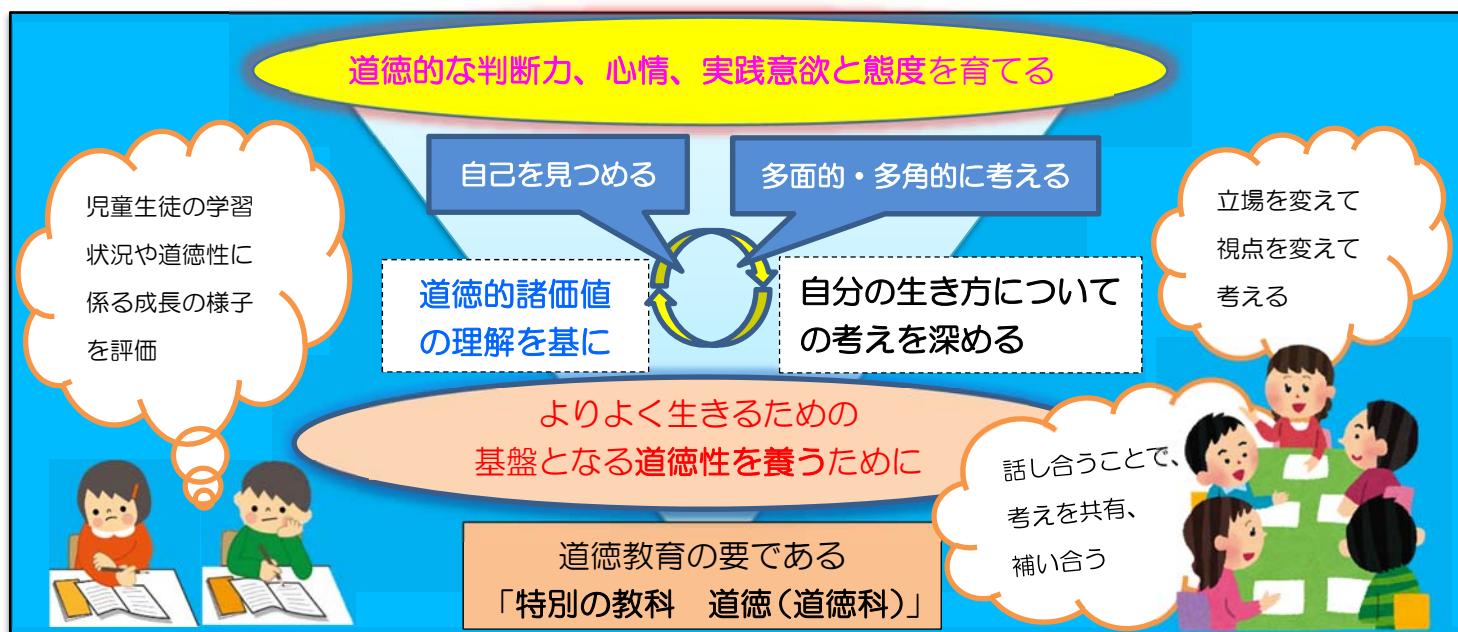 道徳的な判断力、心情、実践意欲と態度を育てる
自己を見つめる
多面的・多角的に考える
児童生徒の学習
状況や道徳性に
係る成長の様子
を評価
立場を変えて
視点を変えて
考える
道徳的諸価値
の理解を基に
自分の生き方について
の考えを深める
よりよく生きるための
基盤となる道徳性を養うために
話し合うことで、
考えを共有、
補い合う
道徳教育の要である
「特別の教科　道徳（道徳科）」